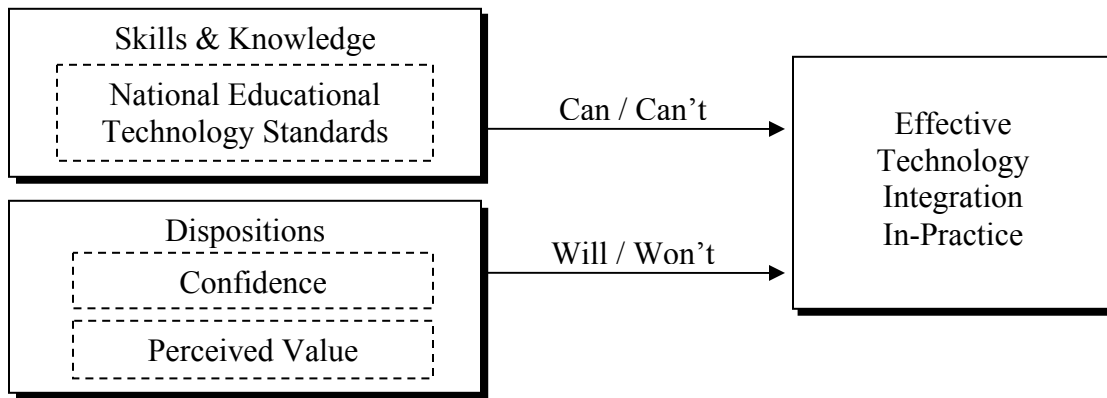 Skills & Knowledge
National Educational
Technology Standards
Can / Can’t
Dispositions
Confidence
Perceived Value
Will / Won’t
Effective
Technology
Integration
In-Practice